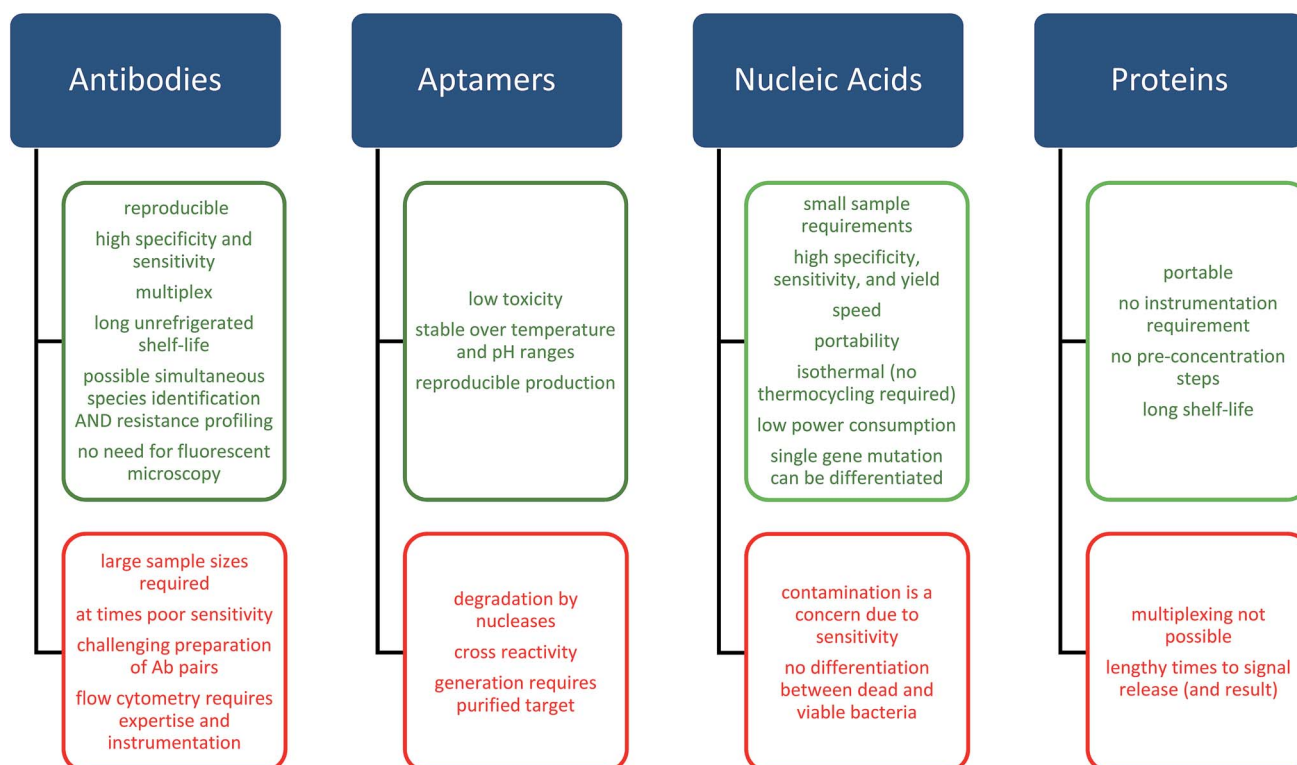 Antibodies
reproducible
high specificity and
sensitivity
multiplex
long unrefrigerated
shelf-life
possible simultaneous
species identification
AND resistance profiling
no need for fluorescent
microscopy
large sample sizes
required
at times poor sensitivity
challenging preparation
of Ab pairs
flow cytometry requires
expertise and
instrumentation
Aptamers
low toxicity
stable over temperature
and pH ranges
reproducible production
degradation by
nucleases
cross reactivity
generation requires
purified target
Nucleic Acids
small sample
requirements
high specificity,
sensitivity, and yield
speed
portability
isothermal (no
thermocycling required)
low power consumption
single gene mutation
can be differentiated
contamination is a
concern due to
sensitivity
no differentiation
between dead and
viable bacteria
Proteins
portable
no instrumentation
requirement
no pre-concentration
steps
long shelf-life
multiplexing not
possible
lengthy times to signal
release (and result)